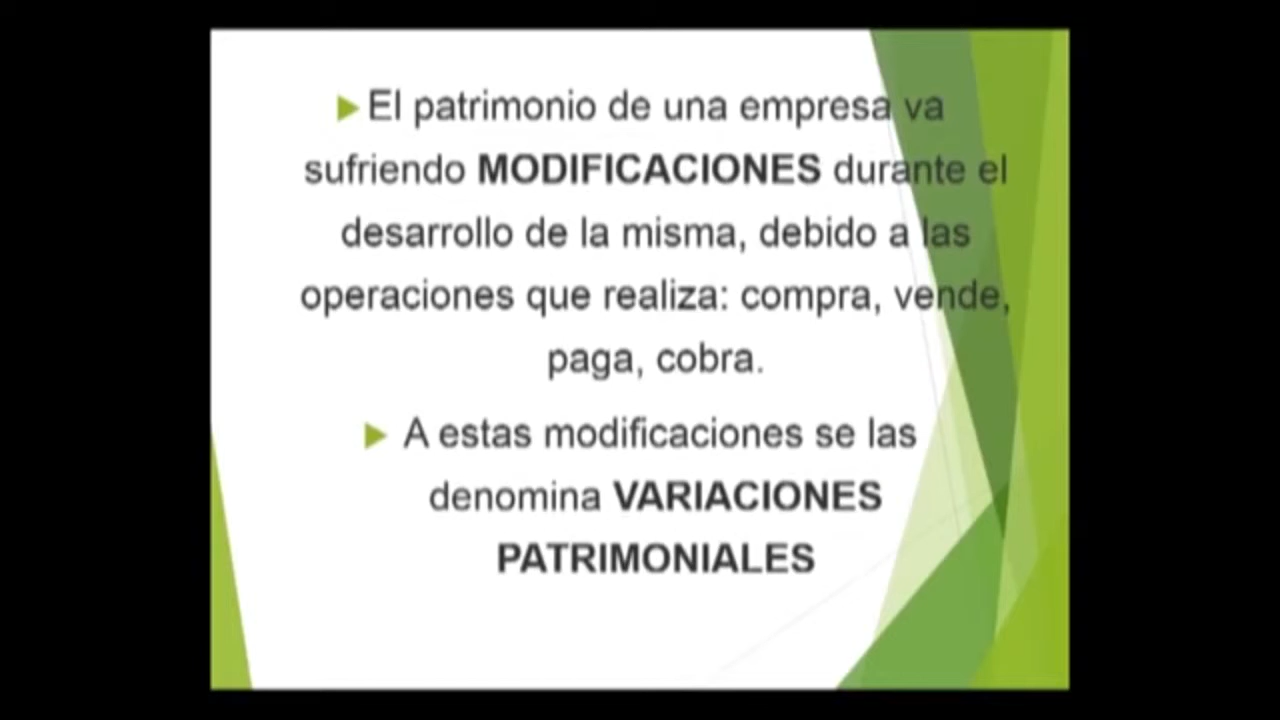 El patrimonio de una empresa va
sufriendo MODIFICACIONES durante el
desarrollo de la misma, debido a las
operaciones que realiza: compra, vende,
paga, cobra.
A estas modificaciones se las
denomina VARIACIONES
PATRIMONIALES